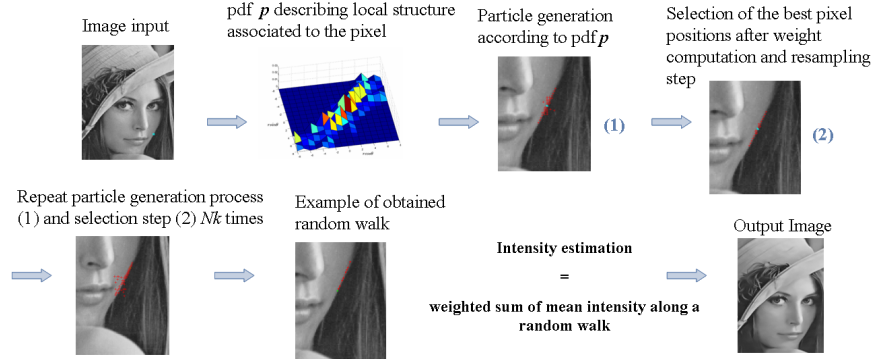 Image input
pdf p describing local structure
associated to the pixel
Particle generation
according to pdf p
Selection of the best pixel
positions after weight
computation and resampling
step
(1)
(2)
Repeat particle generation process
(1) and selection step (2) Nk times
Example of obtained
random walk
Intensity estimation
=
weighted sum of mean intensity along a
random walk
Output Image